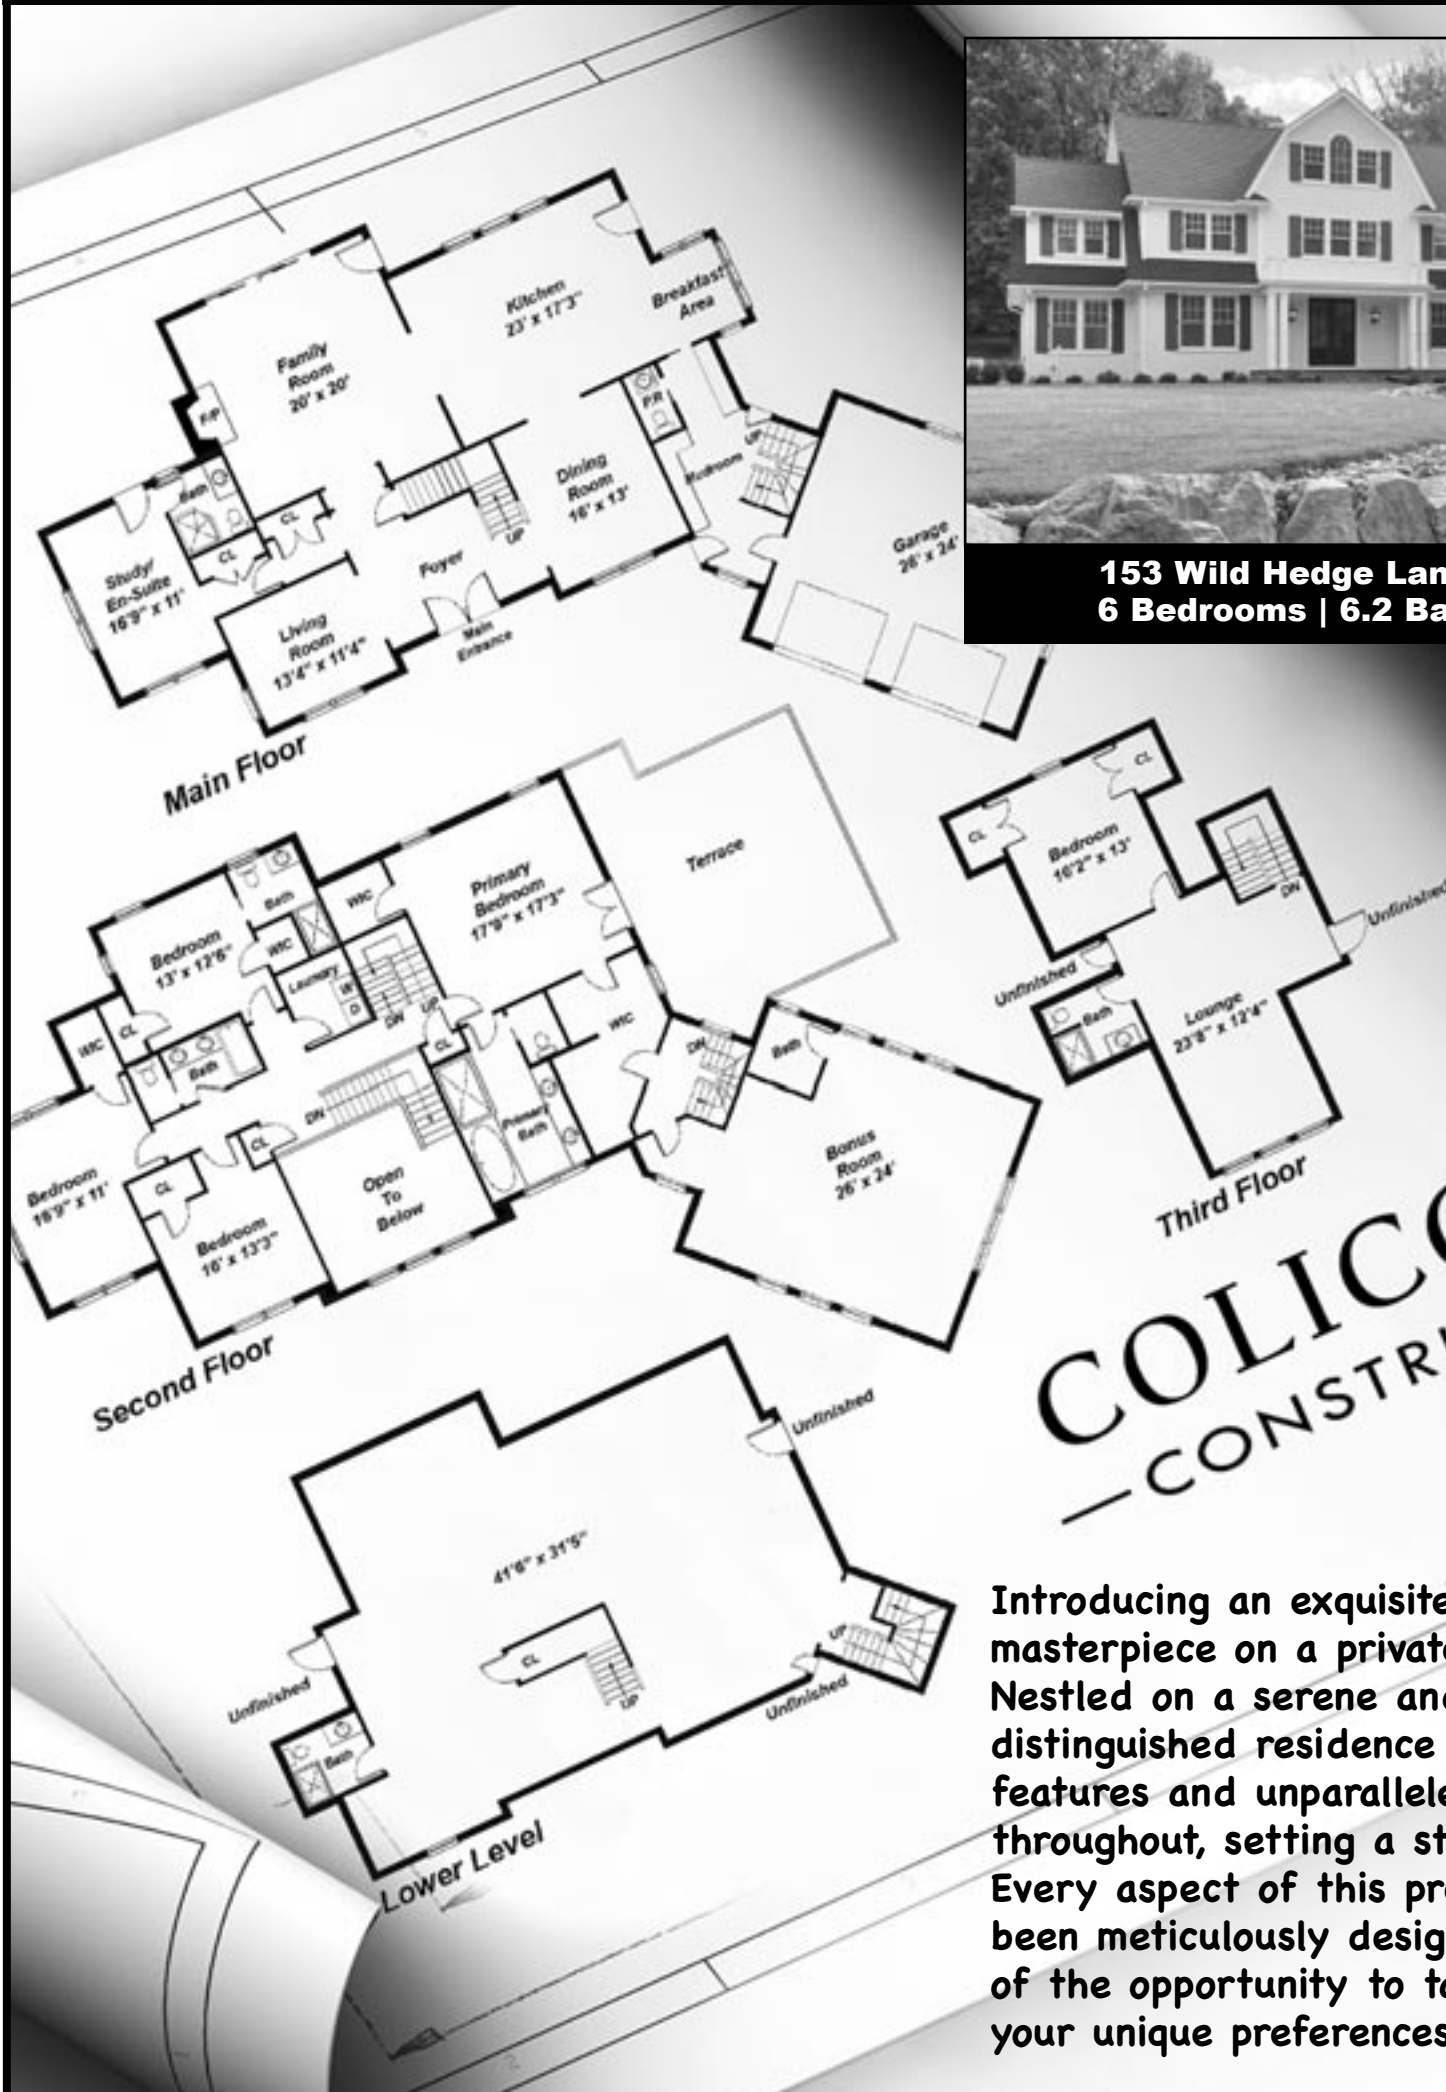 153 Wild Hedge Lan
6 Bedrooms | 6.2 Ba
Kitchen
23' x 17'3"
Breakfast
Area
Family
Room
20' x 20'
F/P
P/R
UP
Mudroom
Dining
Room
16' x 13'
Garage
26' x 24'
Bath
CL
CL
CL
UP
Foyer
Study/
En-Suite
16'9" x 11'
Living
Room
13'4" x 11'4"
Main
Entrance
Main Floor
Terrace
Primary
Bedroom
17'9" x 17'3"
WIC
Bath
Bedroom
13' x 12'6"
WIC
Laundry
W
D
UP
DN
CL
WIC
CL
WIC
Bath
DN
Bath
DN
CL
Primary
Bath
Bonus
Room
26' x 24'
Bedroom
16'9" x 11'
CL
Open
To
Below
Bedroom
16' x 13'3"
Second Floor
CL
CL
Bedroom
16'2" x 13'
DN
Unfinished
Unfinished
Bath
Lounge
23'8" x 12'4"
Third Floor
COLICO
CONSTR
Unfinished
41'6" x 31'5"
CL
UP
UP
Unfinished
Unfinished
Bath
Lower Level
Introducing an exquisite
masterpiece on a private
Nestled on a serene and
distinguished residence
features and unparallele
throughout, setting a st
Every aspect of this pr
been meticulously desig
of the opportunity to ta
your unique preferences